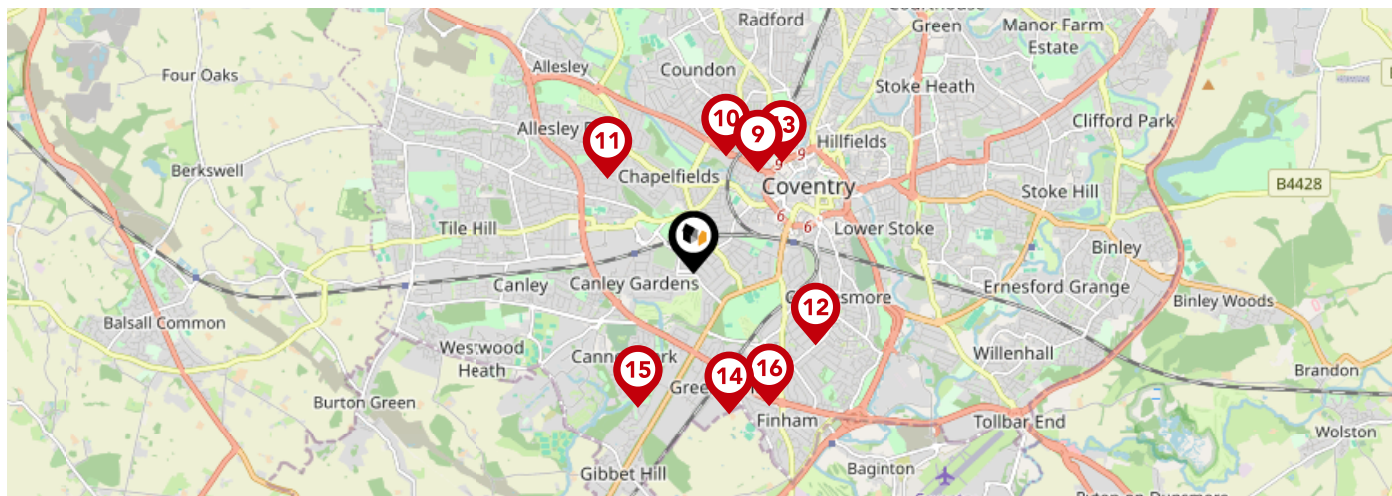 Radford
Green
Manor Farm
Estate
Four Oaks
Allesley
Coundon
Stoke Heath
Clifford Park
10
13
9
11
Allesley
Hillfields
9
9
Berkswell
Chapelfields
Coventry
Stoke Hill
B4428
6
6
Tile Hill
Lower Stoke
Binley
Canley
Canley Gardens
Ernesford Grange
Binley Woods
12
Balsall Common
Westwood
Heath
Willenhall
15
14
16
Brandon
Burton Green
Finham
Tollbar End
Wolston
Gibbet Hill
Baginton